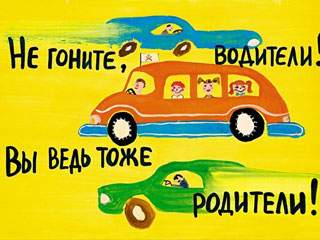 Не гоните, водители!
Вы ведь тоже
родители!